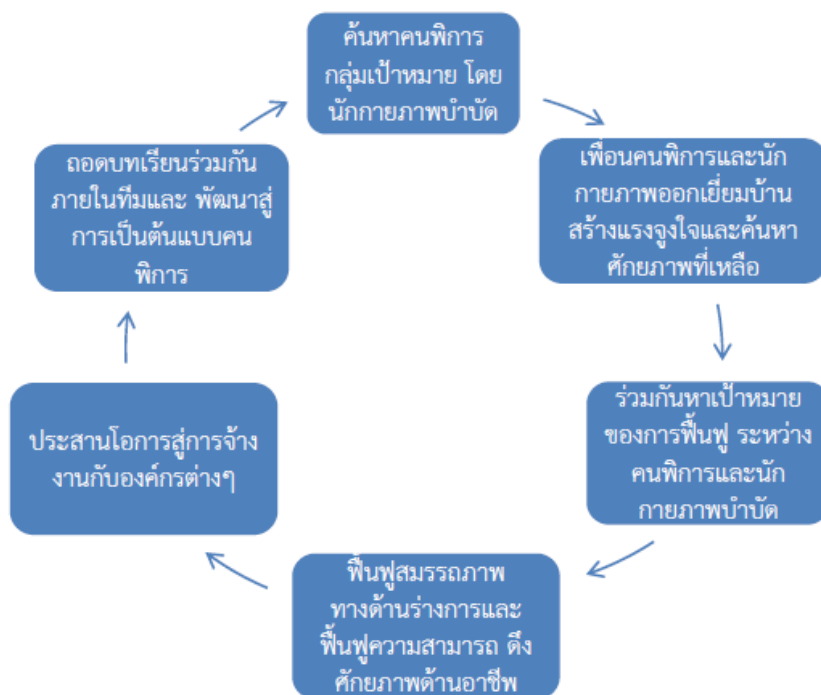 ค้นหาคนพิการ
กลุ่มเป้าหมาย โดย
นักกายภาพบำบัด
เพื่อนคนพิการและนัก
กายภาพออกเยี่ยมบ้าน
สร้างแรงจูงใจและค้นหา
ศักยภาพที่เหลือ
ร่วมกันหาเป้าหมาย
ของการฟื้นฟู ระหว่าง
คนพิการและนัก
กายภาพบำบัด
ฟื้นฟูสมรรถภาพ
ทางด้านร่างการและ
ฟื้นฟูความสามารถ ดึง
ศักยภาพด้านอาชีพ
ประสานโอการสู่การจ้าง
งานกับองค์กรต่างๆ
ถอดบทเรียนร่วมกัน
ภายในทีมและ พัฒนาสู่
การเป็นต้นแบบคน
พิการ